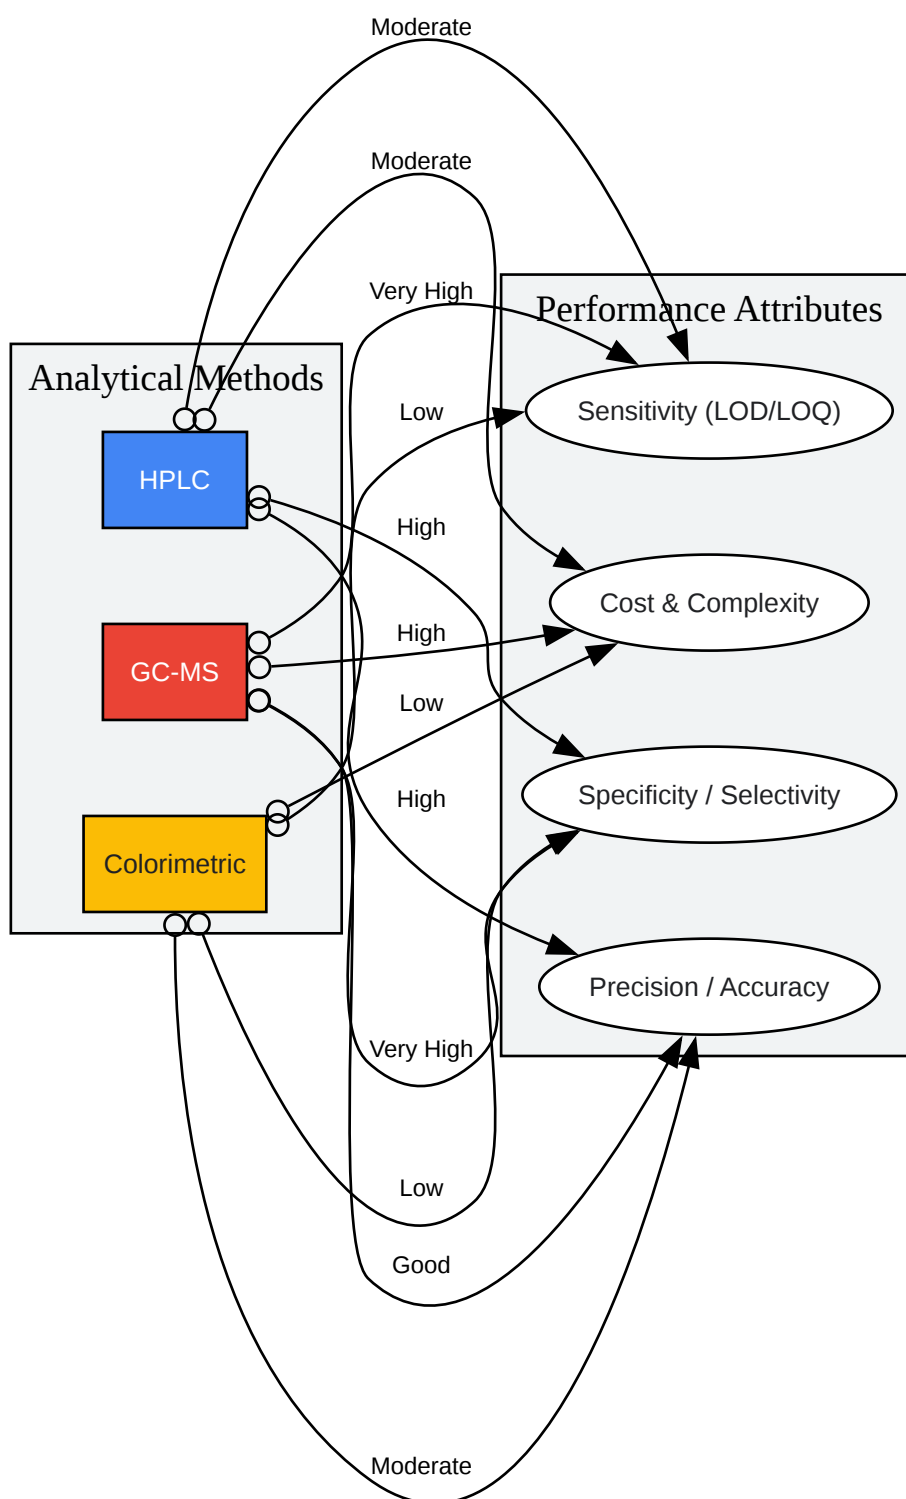 Moderate
Moderate
Very High
Performance Attributes
Analytical Methods
Low
Sensitivity (LOD/LOQ)
HPLC
High
Cost & Complexity
High
GC-MS
Low
High
Specificity / Selectivity
Colorimetric
Precision / Accuracy
Very High
Low
Good
Moderate